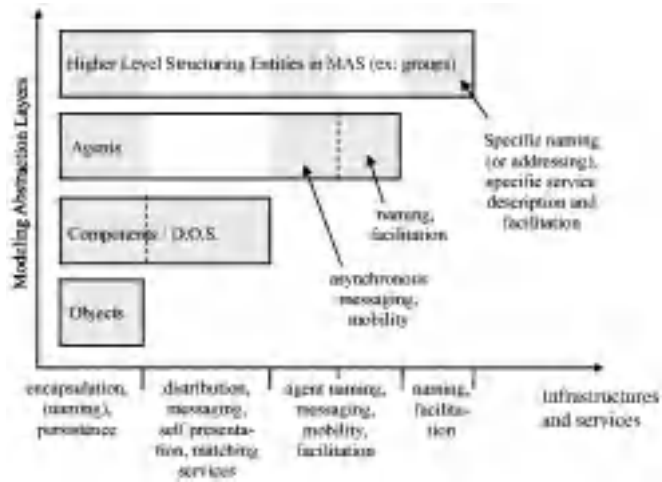 Modeling Abstraction Layers
Higher Level Structuring Entities in MAS (ex: groups)
Agents
Components / D.O.S.
Objects
Specific naming
(or addressing),
specific service
description and
facilitation
naming,
facilitation
asynchronous
messaging,
mobility
encapsulation,
(naming),
persistence
distribution,
messaging,
self presenta-
tion, matching
services
agent naming,
messaging,
mobility,
facilitation
naming,
facilita-
tion
Infrastructures
and services